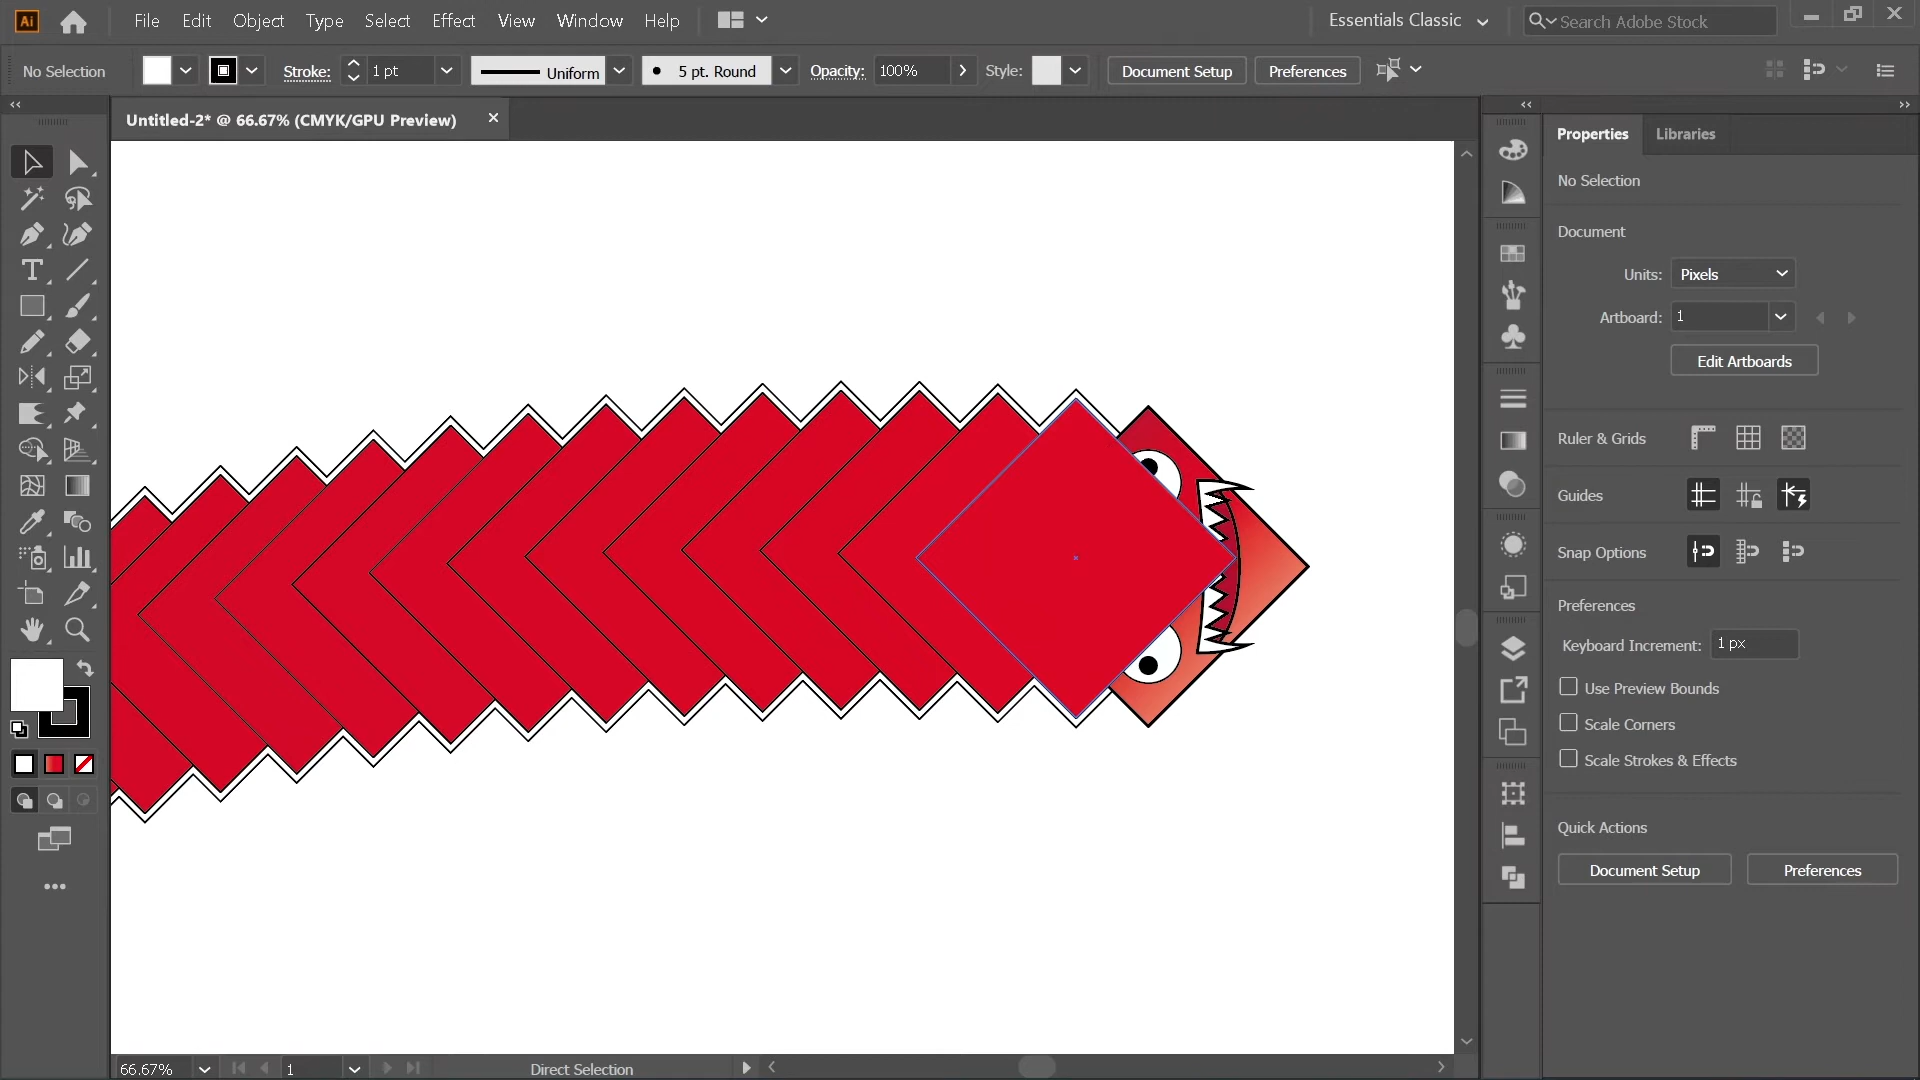 Ai File Edit Object Type Select Effect View Window Help Essentials Classic Search Adobe Stock
No Selection Stroke: 1 pt Uniform 5 pt. Round Opacity: 100% Style: Document Setup Preferences
Untitled-2* @ 66.67% (CMYK/GPU Preview)
Properties Libraries
No Selection
Document
Units: Pixels
Artboard: 1
Edit Artboards
Ruler & Grids
Guides
Snap Options
Preferences
Keyboard Increment: 1 px
Use Preview Bounds
Scale Corners
Scale Strokes & Effects
Quick Actions
Document Setup Preferences
66.67% 1 Direct Selection